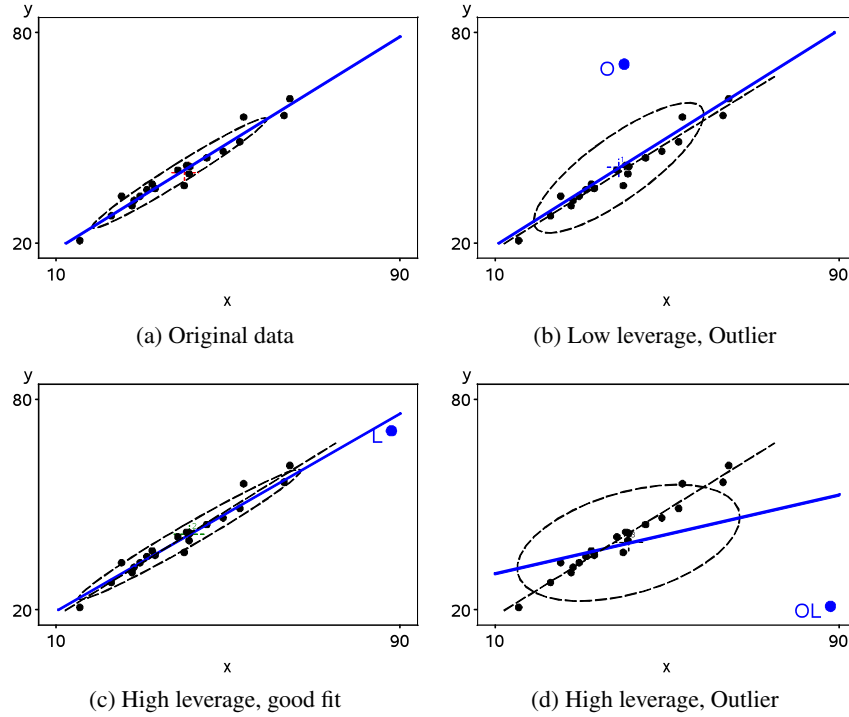 y
80
20
10
90
x
(a) Original data
y
80
O
20
10
90
x
(b) Low leverage, Outlier
y
80
L
20
10
90
x
(c) High leverage, good fit
y
80
OL
20
10
90
x
(d) High leverage, Outlier